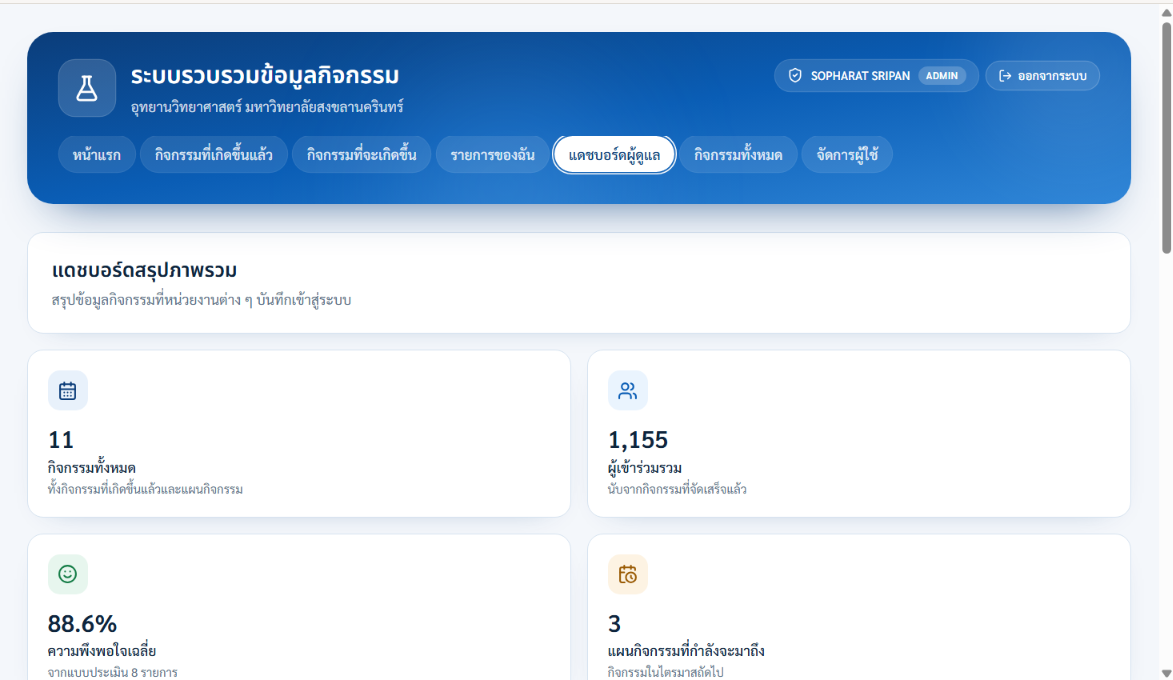 ระบบรวบรวมข้อมูลกิจกรรม
อุทยานวิทยาศาสตร์ มหาวิทยาลัยสงขลานครินทร์
SOPHARAT SRIPAN ADMIN
ออกจากระบบ
หน้าแรก กิจกรรมที่เกิดขึ้นแล้ว กิจกรรมที่จะเกิดขึ้น รายการของฉัน แดชบอร์ดผู้ดูแล กิจกรรมทั้งหมด จัดการผู้ใช้
แดชบอร์ดสรุปภาพรวม
สรุปข้อมูลกิจกรรมที่หน่วยงานต่าง ๆ บันทึกเข้าสู่ระบบ
11
กิจกรรมทั้งหมด
ทั้งกิจกรรมที่เกิดขึ้นแล้วและแผนกิจกรรม
1,155
ผู้เข้าร่วมรวม
นับจากกิจกรรมที่จัดเสร็จแล้ว
88.6%
ความพึงพอใจเฉลี่ย
จากแบบประเมิน 8 รายการ
3
แผนกิจกรรมที่กำลังจะมาถึง
กิจกรรมในไตรมาสถัดไป